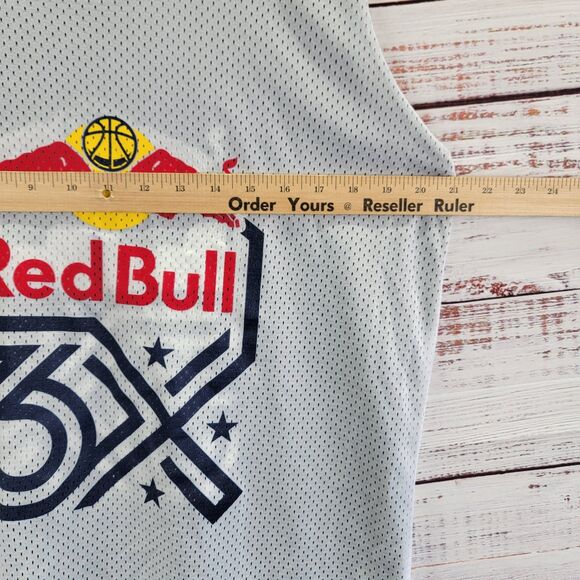 9 10 11 12 13 14 15 16 17 18 19 20 21 22 23 24
Order Yours @ Reseller Ruler
Red Bull
3X